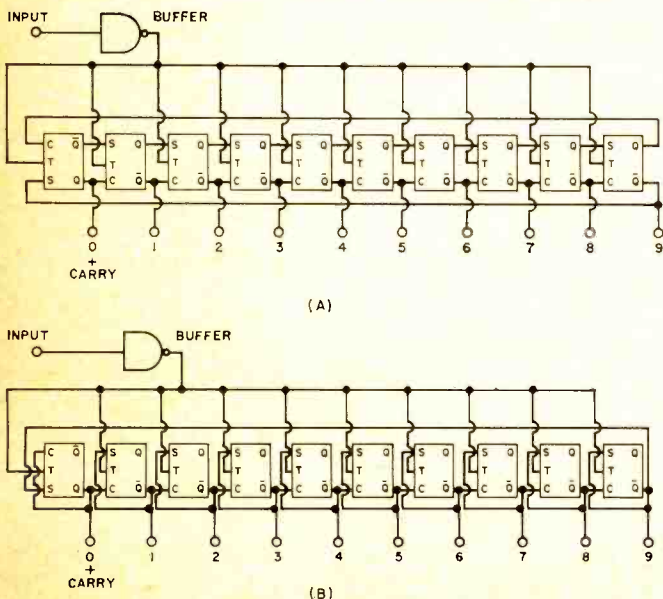 INPUT BUFFER
C Q̄ S Q S Q S Q S Q S Q S Q S Q S Q S Q
T T T T T T T T T T
S Q C Q̄ C Q̄ C Q̄ C Q̄ C Q̄ C Q̄ C Q̄ C Q̄ C Q̄
0 1 2 3 4 5 6 7 8 9
+
CARRY
(A)
INPUT BUFFER
C Q̄ S Q S Q S Q S Q S Q S Q S Q S Q S Q
T T T T T T T T T T
S Q C Q̄ C Q̄ C Q̄ C Q̄ C Q̄ C Q̄ C Q̄ C Q̄ C Q̄
0 1 2 3 4 5 6 7 8 9
+
CARRY
(B)